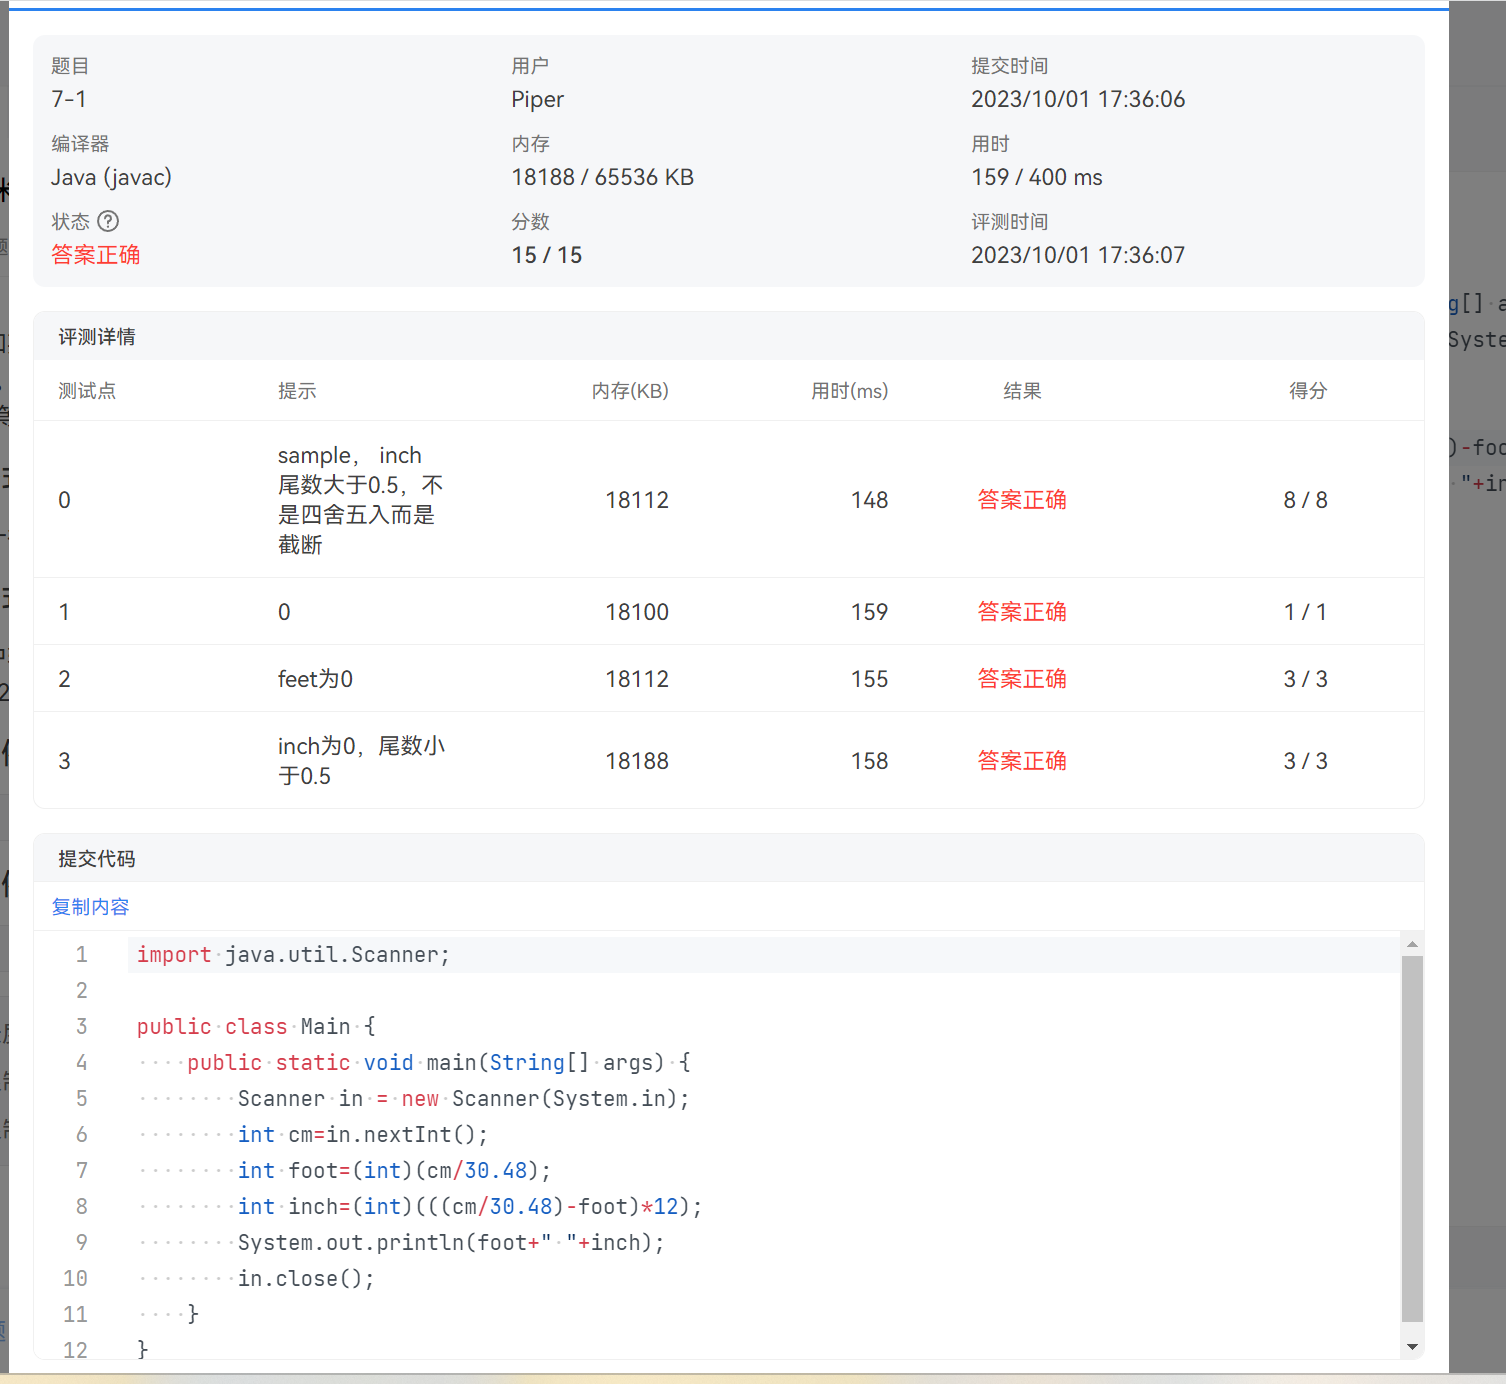 题目 用户 提交时间
7-1 Piper 2023/10/01 17:36:06
编译器 内存 用时
Java (javac) 18188 / 65536 KB 159 / 400 ms
状态 ? 分数 评测时间
答案正确 15 / 15 2023/10/01 17:36:07
评测详情
测试点 提示 内存(KB) 用时(ms) 结果 得分
sample， inch
尾数大于0.5，不
0 18112 148 答案正确 8 / 8
是四舍五入而是
截断
1 0 18100 159 答案正确 1 / 1
2 feet为0 18112 155 答案正确 3 / 3
inch为0，尾数小
3 18188 158 答案正确 3 / 3
于0.5
提交代码
复制内容
1 import java.util.Scanner;
2
3 public class Main {
4     public static void main(String[] args) {
5         Scanner in = new Scanner(System.in);
6         int cm=in.nextInt();
7         int foot=(int)(cm/30.48);
8         int inch=(int)(((cm/30.48)-foot)*12);
9         System.out.println(foot+" "+inch);
10         in.close();
11     }
12 }
g[] a
Syste
)-foo
"+in